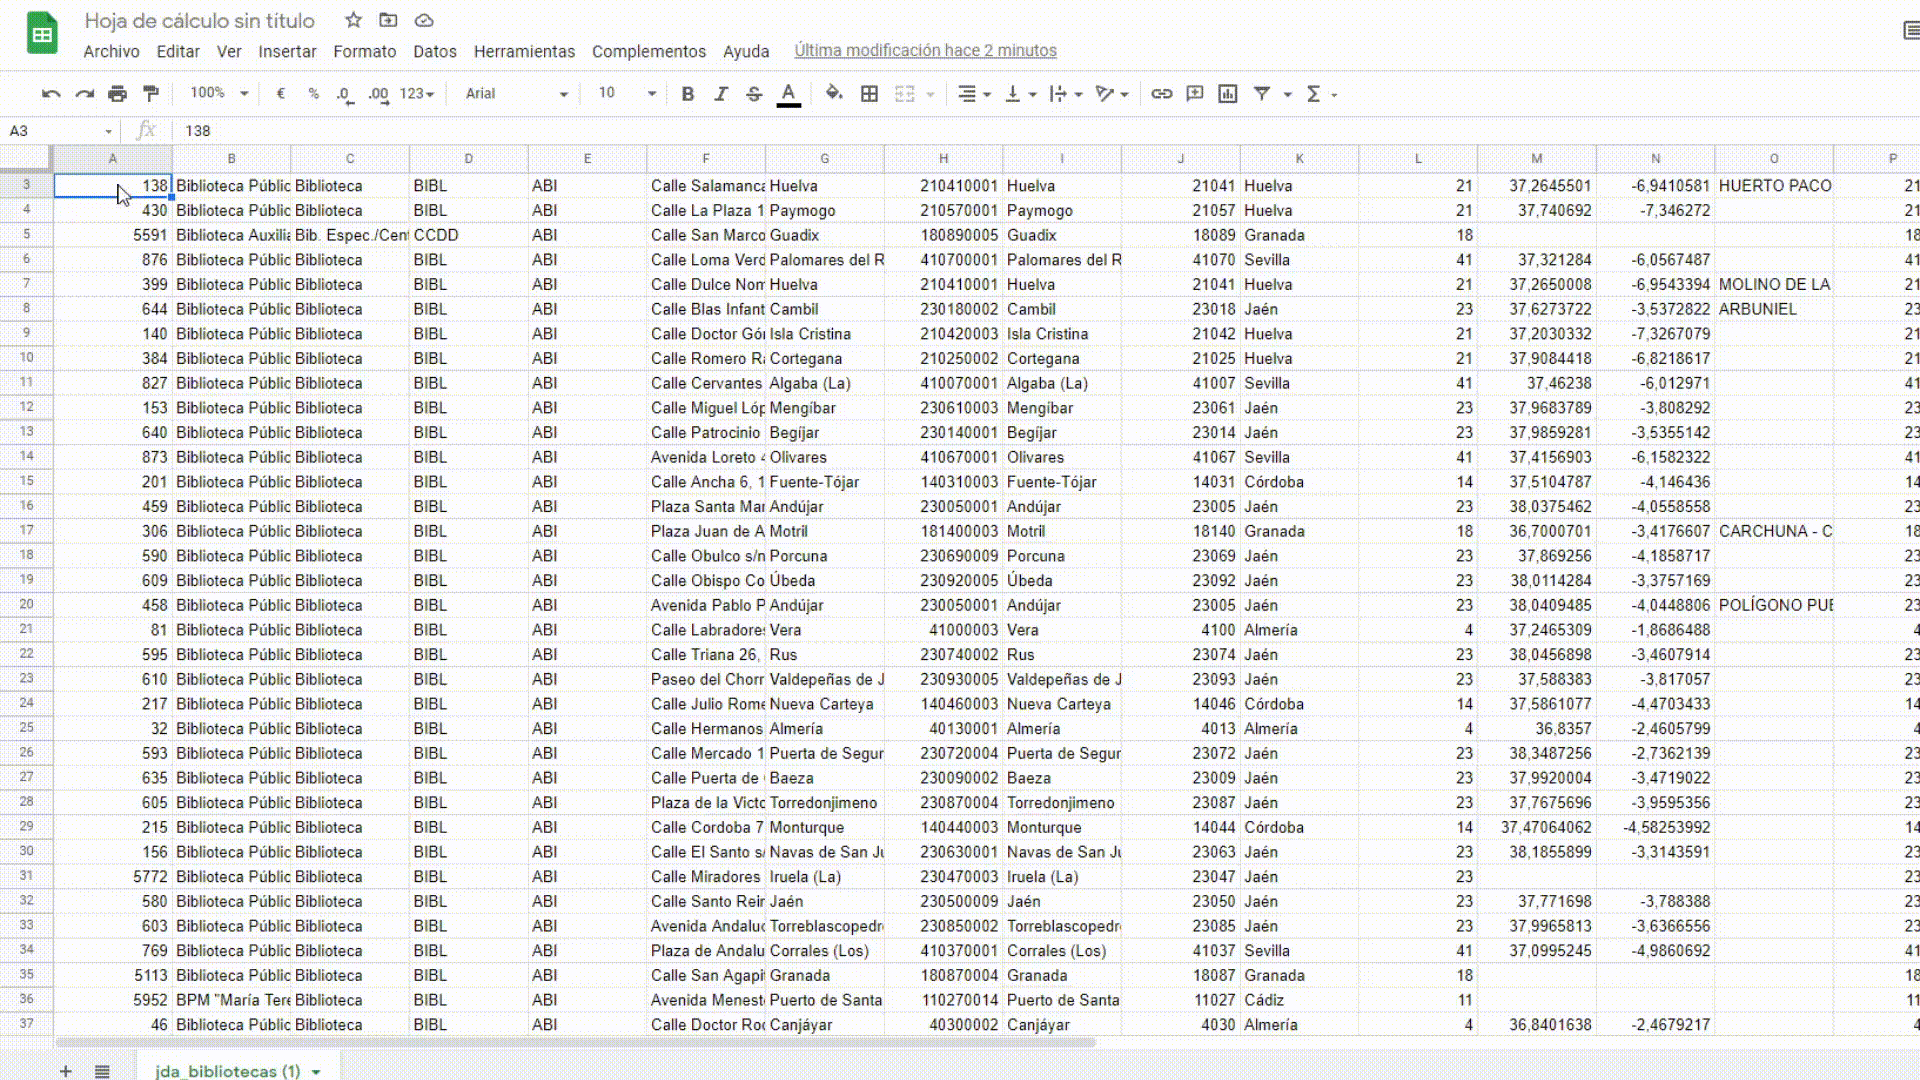 Hoja de cálculo sin título
Archivo Editar Ver Insertar Formato Datos Herramientas Complementos Ayuda Última modificación hace 2 minutos
100% € % .0 .00 123 Arial 10 B I S A Σ
A3 fx 138
A B C D E F G H I J K L M N O P
3 138 Biblioteca Públic Biblioteca BIBL ABI Calle Salamanca Huelva 210410001 Huelva 21041 Huelva 21 37,2645501 -6,9410581 HUERTO PACO 21
4 430 Biblioteca Públic Biblioteca BIBL ABI Calle La Plaza 1 Paymogo 210570001 Paymogo 21057 Huelva 21 37,740692 -7,346272 21
5 5591 Biblioteca Auxilia Bib. Espec./Cent CCDD ABI Calle San Marco Guadix 180890005 Guadix 18089 Granada 18 18
6 876 Biblioteca Públic Biblioteca BIBL ABI Calle Loma Verd Palomares del R 410700001 Palomares del R 41070 Sevilla 41 37,321284 -6,0567487 41
7 399 Biblioteca Públic Biblioteca BIBL ABI Calle Dulce Nom Huelva 210410001 Huelva 21041 Huelva 21 37,2650008 -6,9543394 MOLINO DE LA 21
8 644 Biblioteca Públic Biblioteca BIBL ABI Calle Blas Infant Cambil 230180002 Cambil 23018 Jaén 23 37,6273722 -3,5372822 ARBUNIEL 23
9 140 Biblioteca Públic Biblioteca BIBL ABI Calle Doctor Gó Isla Cristina 210420003 Isla Cristina 21042 Huelva 21 37,2030332 -7,3267079 21
10 384 Biblioteca Públic Biblioteca BIBL ABI Calle Romero Ra Cortegana 210250002 Cortegana 21025 Huelva 21 37,9084418 -6,8218617 21
11 827 Biblioteca Públic Biblioteca BIBL ABI Calle Cervantes Algaba (La) 410070001 Algaba (La) 41007 Sevilla 41 37,46238 -6,012971 41
12 153 Biblioteca Públic Biblioteca BIBL ABI Calle Miguel Lóp Mengíbar 230610003 Mengíbar 23061 Jaén 23 37,9683789 -3,808292 23
13 640 Biblioteca Públic Biblioteca BIBL ABI Calle Patrocinio Begíjar 230140001 Begíjar 23014 Jaén 23 37,9859281 -3,5355142 23
14 873 Biblioteca Públic Biblioteca BIBL ABI Avenida Loreto 4 Olivares 410670001 Olivares 41067 Sevilla 41 37,4156903 -6,1582322 41
15 201 Biblioteca Públic Biblioteca BIBL ABI Calle Ancha 6, 1 Fuente-Tójar 140310003 Fuente-Tójar 14031 Córdoba 14 37,5104787 -4,146436 14
16 459 Biblioteca Públic Biblioteca BIBL ABI Plaza Santa Mar Andújar 230050001 Andújar 23005 Jaén 23 38,0375462 -4,0558558 23
17 306 Biblioteca Públic Biblioteca BIBL ABI Plaza Juan de A Motril 181400003 Motril 18140 Granada 18 36,7000701 -3,4176607 CARCHUNA - C 18
18 590 Biblioteca Públic Biblioteca BIBL ABI Calle Obulco s/n Porcuna 230690009 Porcuna 23069 Jaén 23 37,869256 -4,1858717 23
19 609 Biblioteca Públic Biblioteca BIBL ABI Calle Obispo Co Úbeda 230920005 Úbeda 23092 Jaén 23 38,0114284 -3,3757169 23
20 458 Biblioteca Públic Biblioteca BIBL ABI Avenida Pablo P Andújar 230050001 Andújar 23005 Jaén 23 38,0409485 -4,0448806 POLÍGONO PUE 23
21 81 Biblioteca Públic Biblioteca BIBL ABI Calle Labradores Vera 41000003 Vera 4100 Almería 4 37,2465309 -1,8686488 4
22 595 Biblioteca Públic Biblioteca BIBL ABI Calle Triana 26, Rus 230740002 Rus 23074 Jaén 23 38,0456898 -3,4607914 23
23 610 Biblioteca Públic Biblioteca BIBL ABI Paseo del Chorr Valdepeñas de J 230930005 Valdepeñas de J 23093 Jaén 23 37,588383 -3,817057 23
24 217 Biblioteca Públic Biblioteca BIBL ABI Calle Julio Rome Nueva Carteya 140460003 Nueva Carteya 14046 Córdoba 14 37,5861077 -4,4703433 14
25 32 Biblioteca Públic Biblioteca BIBL ABI Calle Hermanos Almería 40130001 Almería 4013 Almería 4 36,8357 -2,4605799 4
26 593 Biblioteca Públic Biblioteca BIBL ABI Calle Mercado 1 Puerta de Segur 230720004 Puerta de Segur 23072 Jaén 23 38,3487256 -2,7362139 23
27 635 Biblioteca Públic Biblioteca BIBL ABI Calle Puerta de Baeza 230090002 Baeza 23009 Jaén 23 37,9920004 -3,4719022 23
28 605 Biblioteca Públic Biblioteca BIBL ABI Plaza de la Victo Torredonjimeno 230870004 Torredonjimeno 23087 Jaén 23 37,7675696 -3,9595356 23
29 215 Biblioteca Públic Biblioteca BIBL ABI Calle Cordoba 7 Monturque 140440003 Monturque 14044 Córdoba 14 37,47064062 -4,58253992 14
30 156 Biblioteca Públic Biblioteca BIBL ABI Calle El Santo s/ Navas de San Ju 230630001 Navas de San Ju 23063 Jaén 23 38,1855899 -3,3143591 23
31 5772 Biblioteca Públic Biblioteca BIBL ABI Calle Miradores Iruela (La) 230470003 Iruela (La) 23047 Jaén 23 23
32 580 Biblioteca Públic Biblioteca BIBL ABI Calle Santo Rein Jaén 230500009 Jaén 23050 Jaén 23 37,771698 -3,788388 23
33 603 Biblioteca Públic Biblioteca BIBL ABI Avenida Andaluc Torreblascopedro 230850002 Torreblascopedro 23085 Jaén 23 37,9965813 -3,6366556 23
34 769 Biblioteca Públic Biblioteca BIBL ABI Plaza de Andalu Corrales (Los) 410370001 Corrales (Los) 41037 Sevilla 41 37,0995245 -4,9860692 41
35 5113 Biblioteca Públic Biblioteca BIBL ABI Calle San Agapi Granada 180870004 Granada 18087 Granada 18 18
36 5952 BPM "María Tere Biblioteca BIBL ABI Avenida Menest Puerto de Santa 110270014 Puerto de Santa 11027 Cádiz 11 11
37 46 Biblioteca Públic Biblioteca BIBL ABI Calle Doctor Roc Canjáyar 40300002 Canjáyar 4030 Almería 4 36,8401638 -2,4679217 4
+ jda_bibliotecas (1)